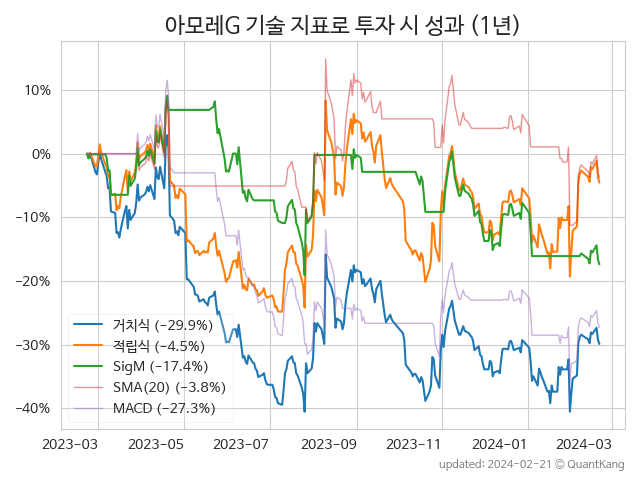 아모레G 기술 지표로 투자 시 성과 (1년)
10%
0%
−10%
−20%
−30%
−40%
거치식 (−29.9%)
적립식 (−4.5%)
SigM (−17.4%)
SMA(20) (−3.8%)
MACD (−27.3%)
2023-03 2023-05 2023-07 2023-09 2023-11 2024-01 2024-03
updated: 2024-02-21 © QuantKang